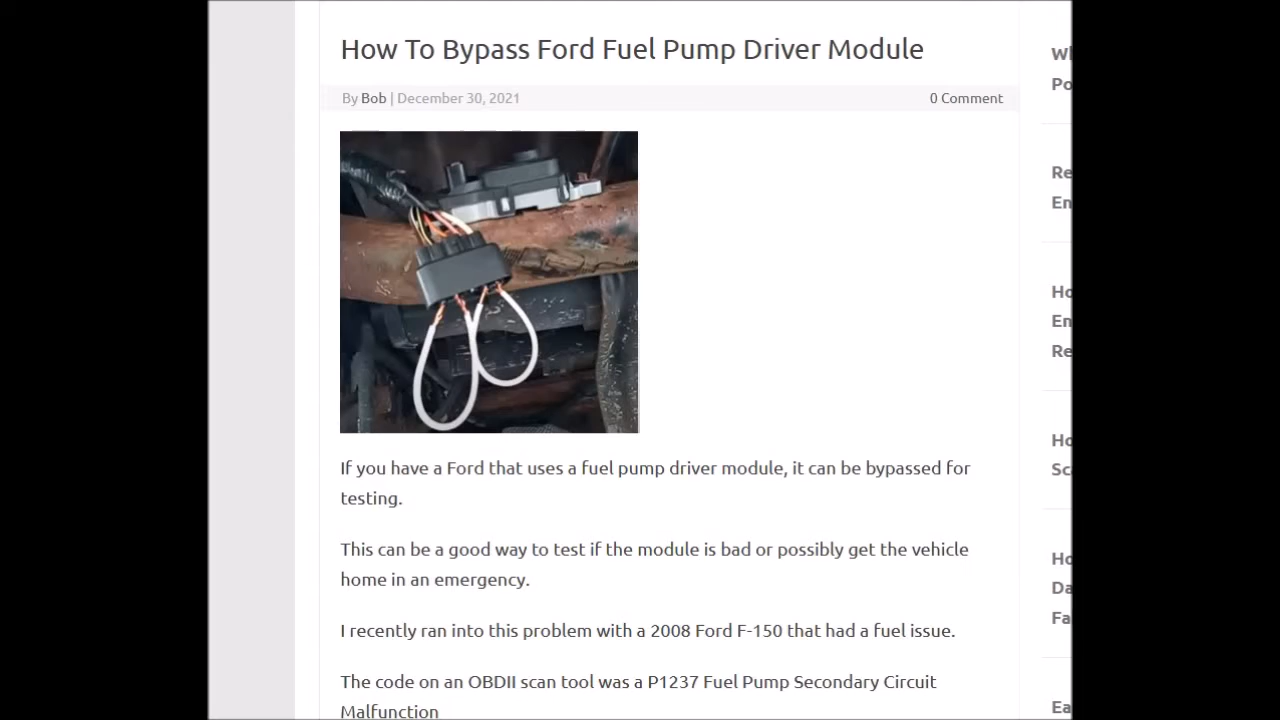 How To Bypass Ford Fuel Pump Driver Module
By Bob | December 30, 2021
0 Comment
If you have a Ford that uses a fuel pump driver module, it can be bypassed for
testing.
This can be a good way to test if the module is bad or possibly get the vehicle
home in an emergency.
I recently ran into this problem with a 2008 Ford F-150 that had a fuel issue.
The code on an OBDII scan tool was a P1237 Fuel Pump Secondary Circuit
Malfunction